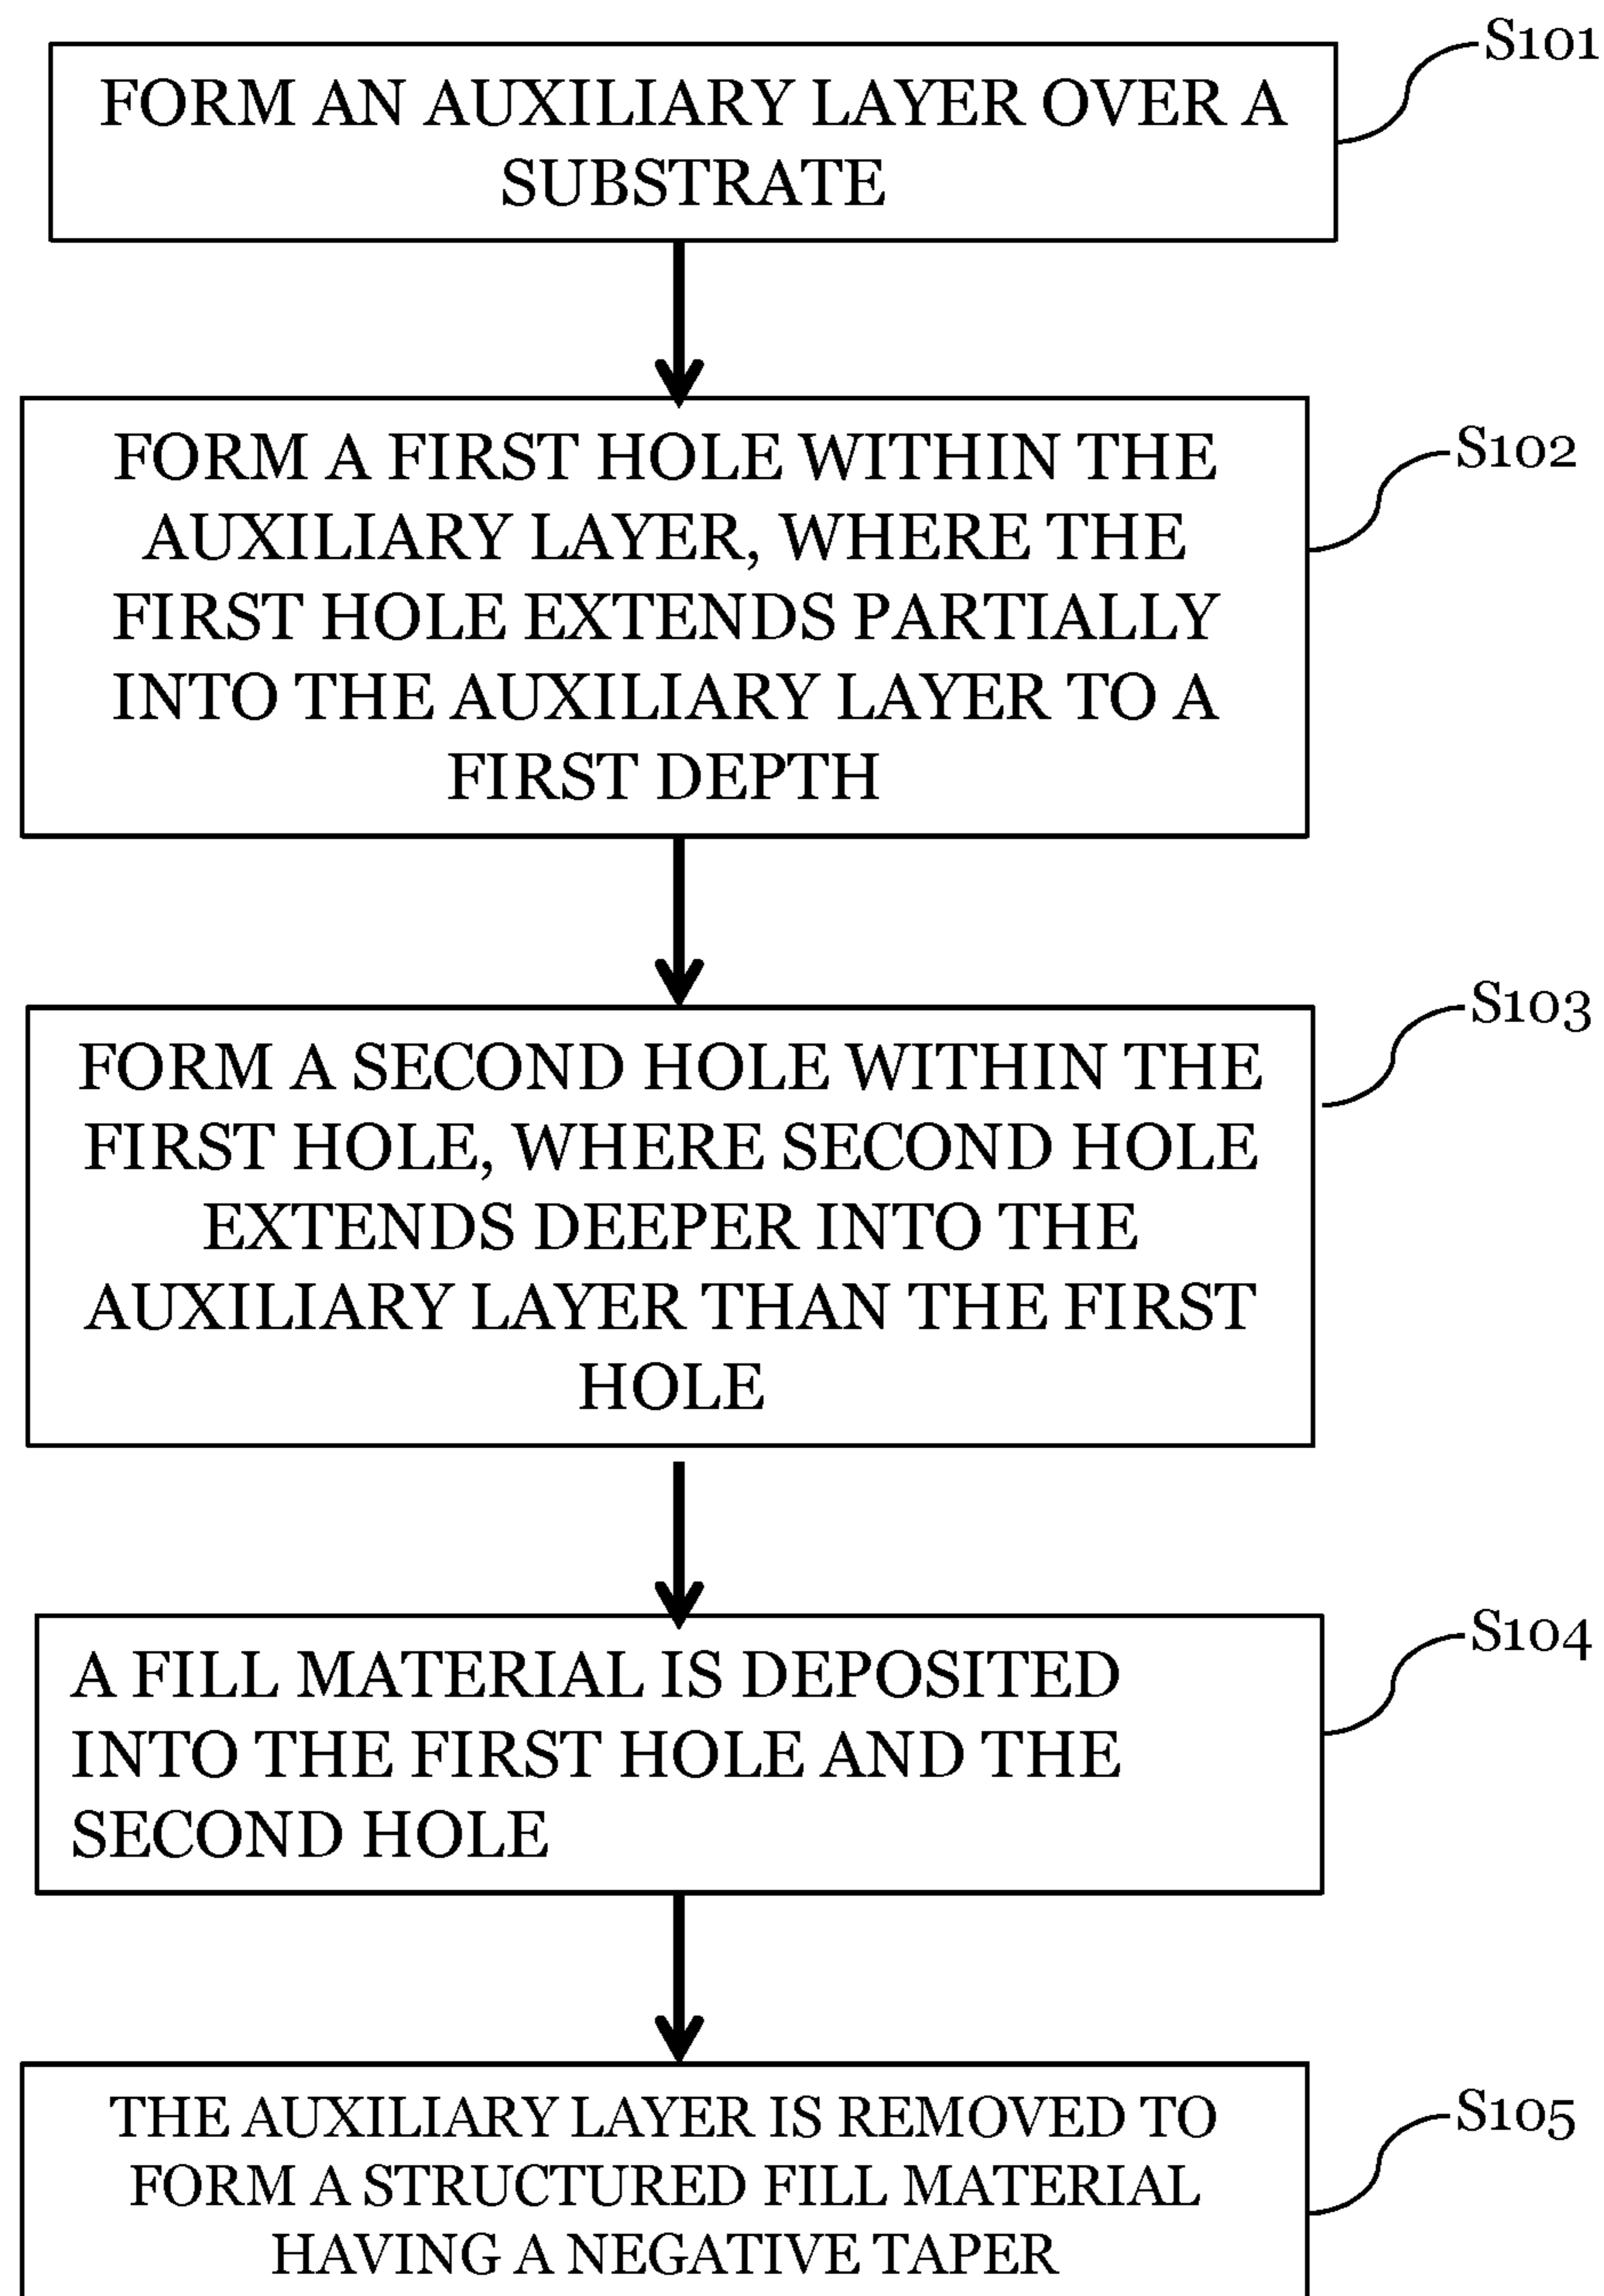 S101
FORM AN AUXILIARY LAYER OVER A
SUBSTRATE
S102
FORM A FIRST HOLE WITHIN THE
AUXILIARY LAYER, WHERE THE
FIRST HOLE EXTENDS PARTIALLY
INTO THE AUXILIARY LAYER TO A
FIRST DEPTH
S103
FORM A SECOND HOLE WITHIN THE
FIRST HOLE, WHERE SECOND HOLE
EXTENDS DEEPER INTO THE
AUXILIARY LAYER THAN THE FIRST
HOLE
S104
A FILL MATERIAL IS DEPOSITED
INTO THE FIRST HOLE AND THE
SECOND HOLE
S105
THE AUXILIARY LAYER IS REMOVED TO
FORM A STRUCTURED FILL MATERIAL
HAVING A NEGATIVE TAPER